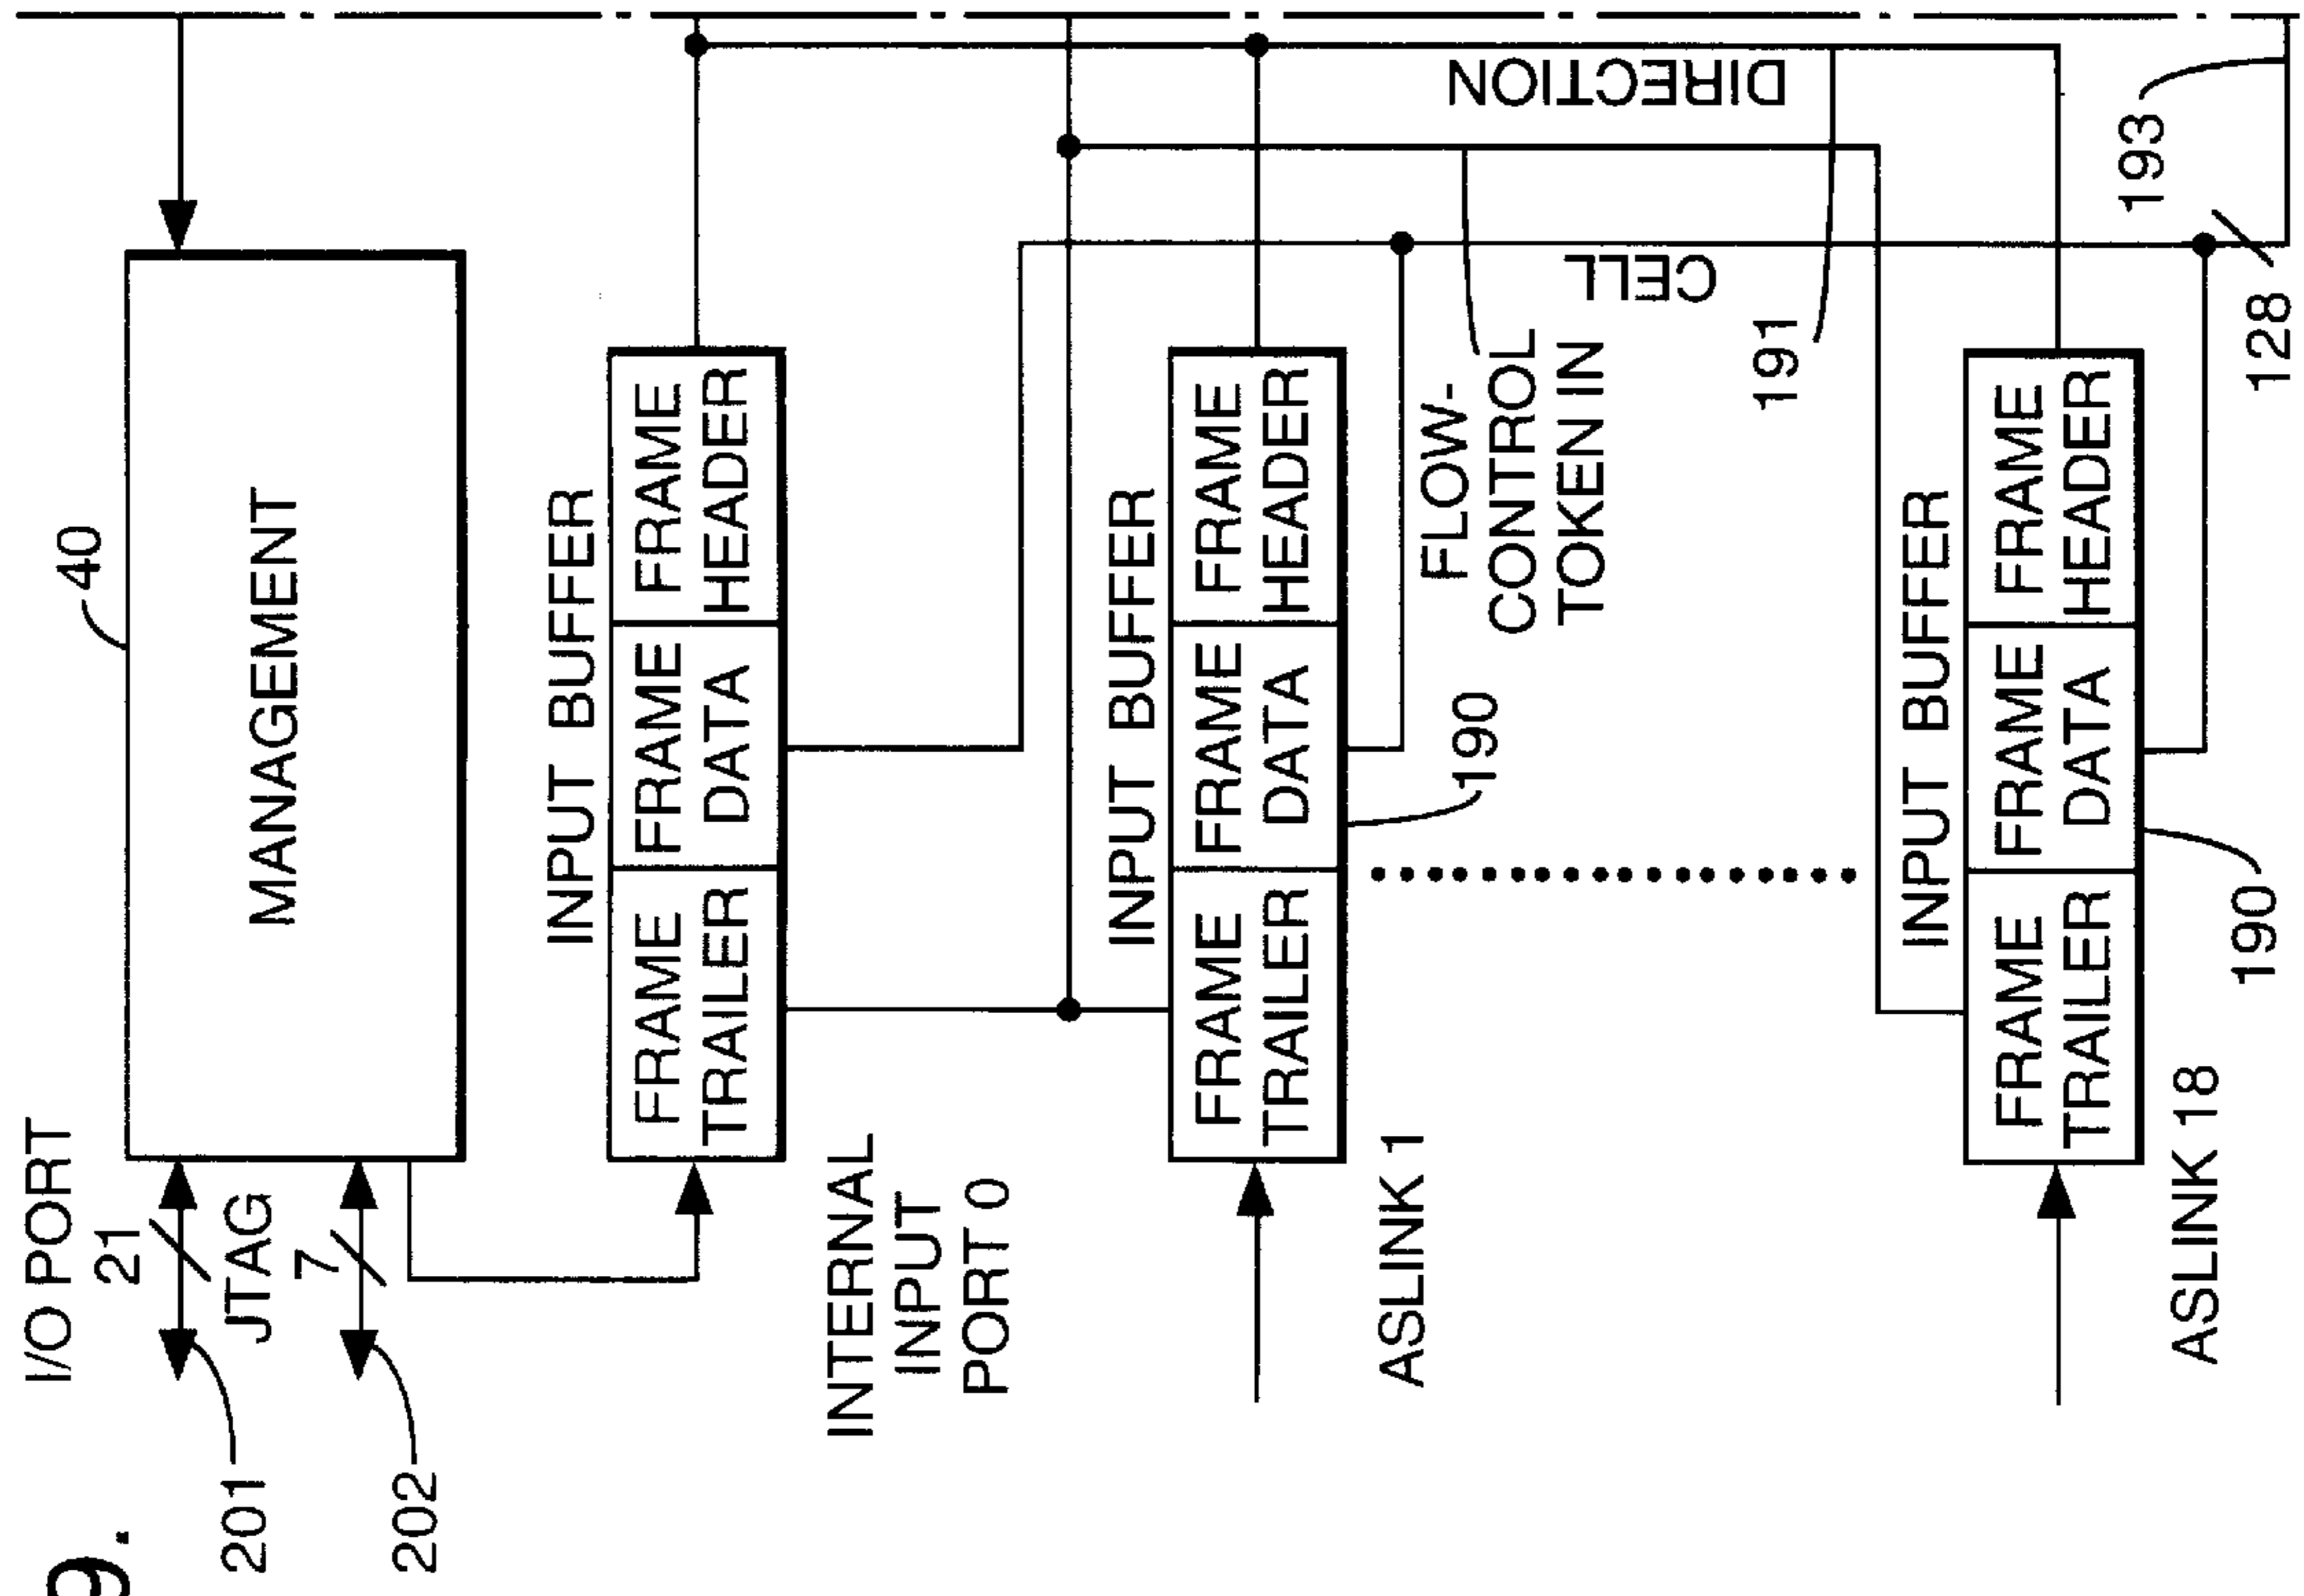 9.
I/O PORT
21
JTAG
7
201
202
40
MANAGEMENT
INPUT BUFFER
FRAME
TRAILER
FRAME
DATA
FRAME
HEADER
INTERNAL
INPUT
PORT 0
INPUT BUFFER
FRAME
TRAILER
FRAME
DATA
FRAME
HEADER
190
ASLINK 1
FLOW-
CONTROL
TOKEN IN
CELL
DIRECTION
191
INPUT BUFFER
FRAME
TRAILER
FRAME
DATA
FRAME
HEADER
190
ASLINK 18
128
193